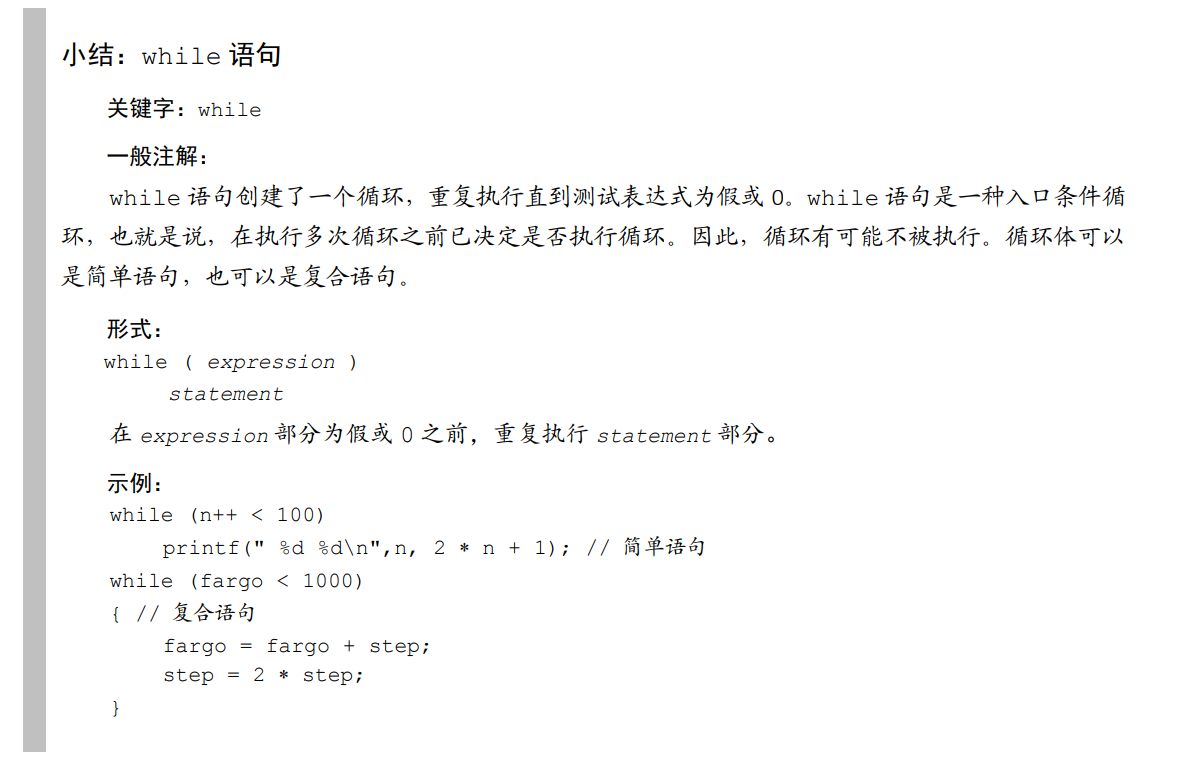 小结：while 语句
关键字：while
一般注解：
while 语句创建了一个循环，重复执行直到测试表达式为假或 0。while 语句是一种入口条件循
环，也就是说，在执行多次循环之前已决定是否执行循环。因此，循环有可能不被执行。循环体可以
是简单语句，也可以是复合语句。
形式：
while ( expression )
statement
在 expression 部分为假或 0 之前，重复执行 statement 部分。
示例：
while (n++ < 100)
printf(" %d %d\n",n, 2 * n + 1); // 简单语句
while (fargo < 1000)
{ // 复合语句
fargo = fargo + step;
step = 2 * step;
}